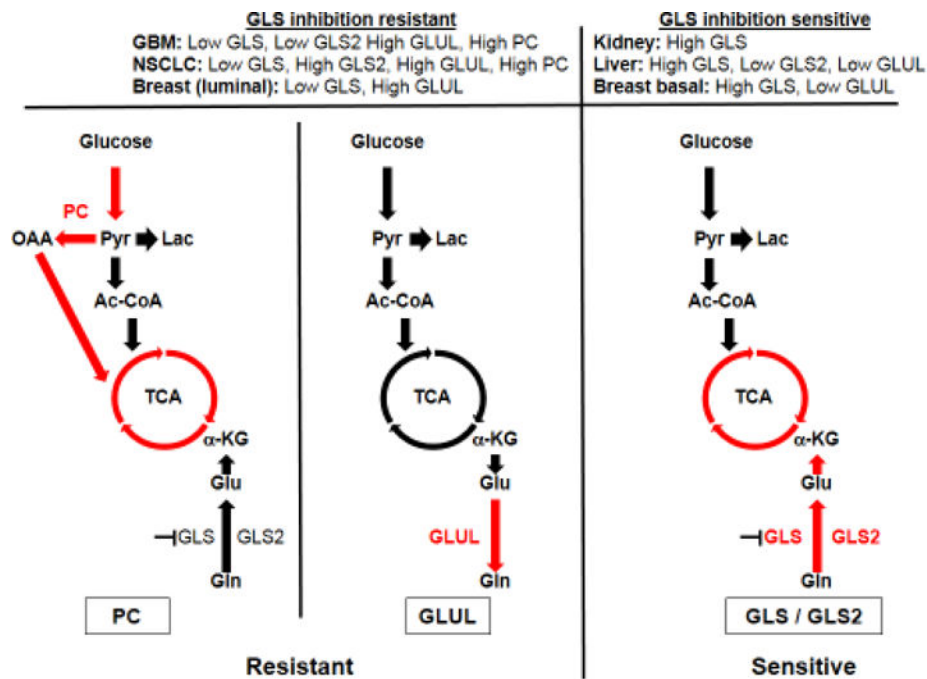 GLS inhibition resistant
GBM: Low GLS, Low GLS2 High GLUL, High PC
NSCLC: Low GLS, High GLS2, High GLUL, High PC
Breast (luminal): Low GLS, High GLUL
GLS inhibition sensitive
Kidney: High GLS
Liver: High GLS, Low GLS2, Low GLUL
Breast basal: High GLS, Low GLUL
Glucose
PC
OAA Pyr Lac
Ac-CoA
TCA
α-KG
Glu
GLS GLS2
Gln
PC
Glucose
Pyr Lac
Ac-CoA
TCA
α-KG
Glu
GLUL
Gln
GLUL
Resistant
Glucose
Pyr Lac
Ac-CoA
TCA
α-KG
Glu
GLS GLS2
Gln
GLS / GLS2
Sensitive